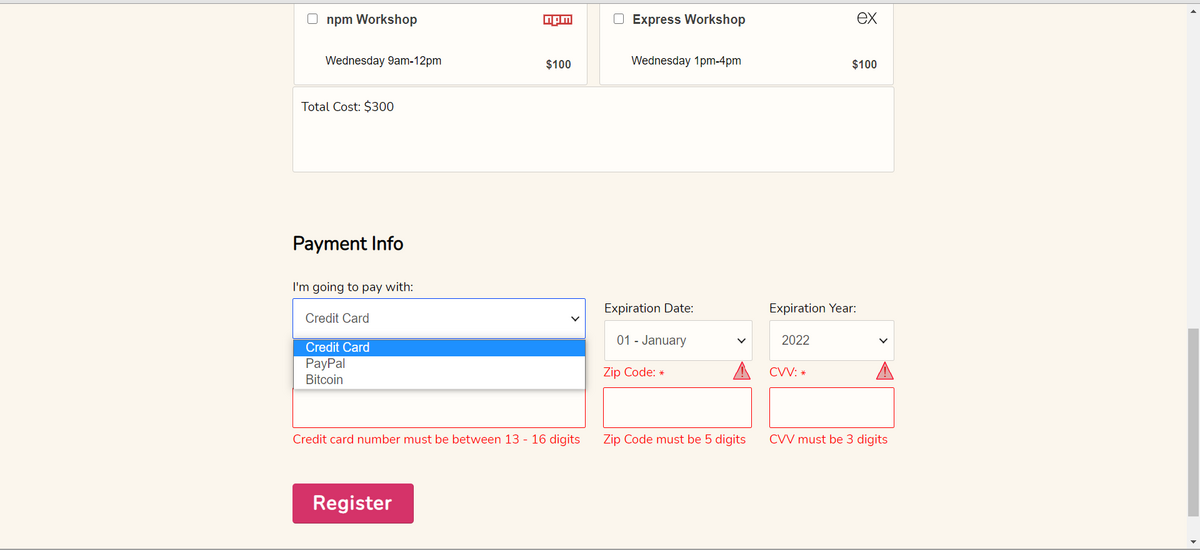 npm Workshop
npm
Express Workshop
ex
Wednesday 9am-12pm
$100
Wednesday 1pm-4pm
$100
Total Cost: $300
Payment Info
I'm going to pay with:
Credit Card
Expiration Date:
Expiration Year:
01 - January
2022
Credit Card
PayPal
Bitcoin
Zip Code: *
CVV: *
Credit card number must be between 13 - 16 digits
Zip Code must be 5 digits
CVV must be 3 digits
Register